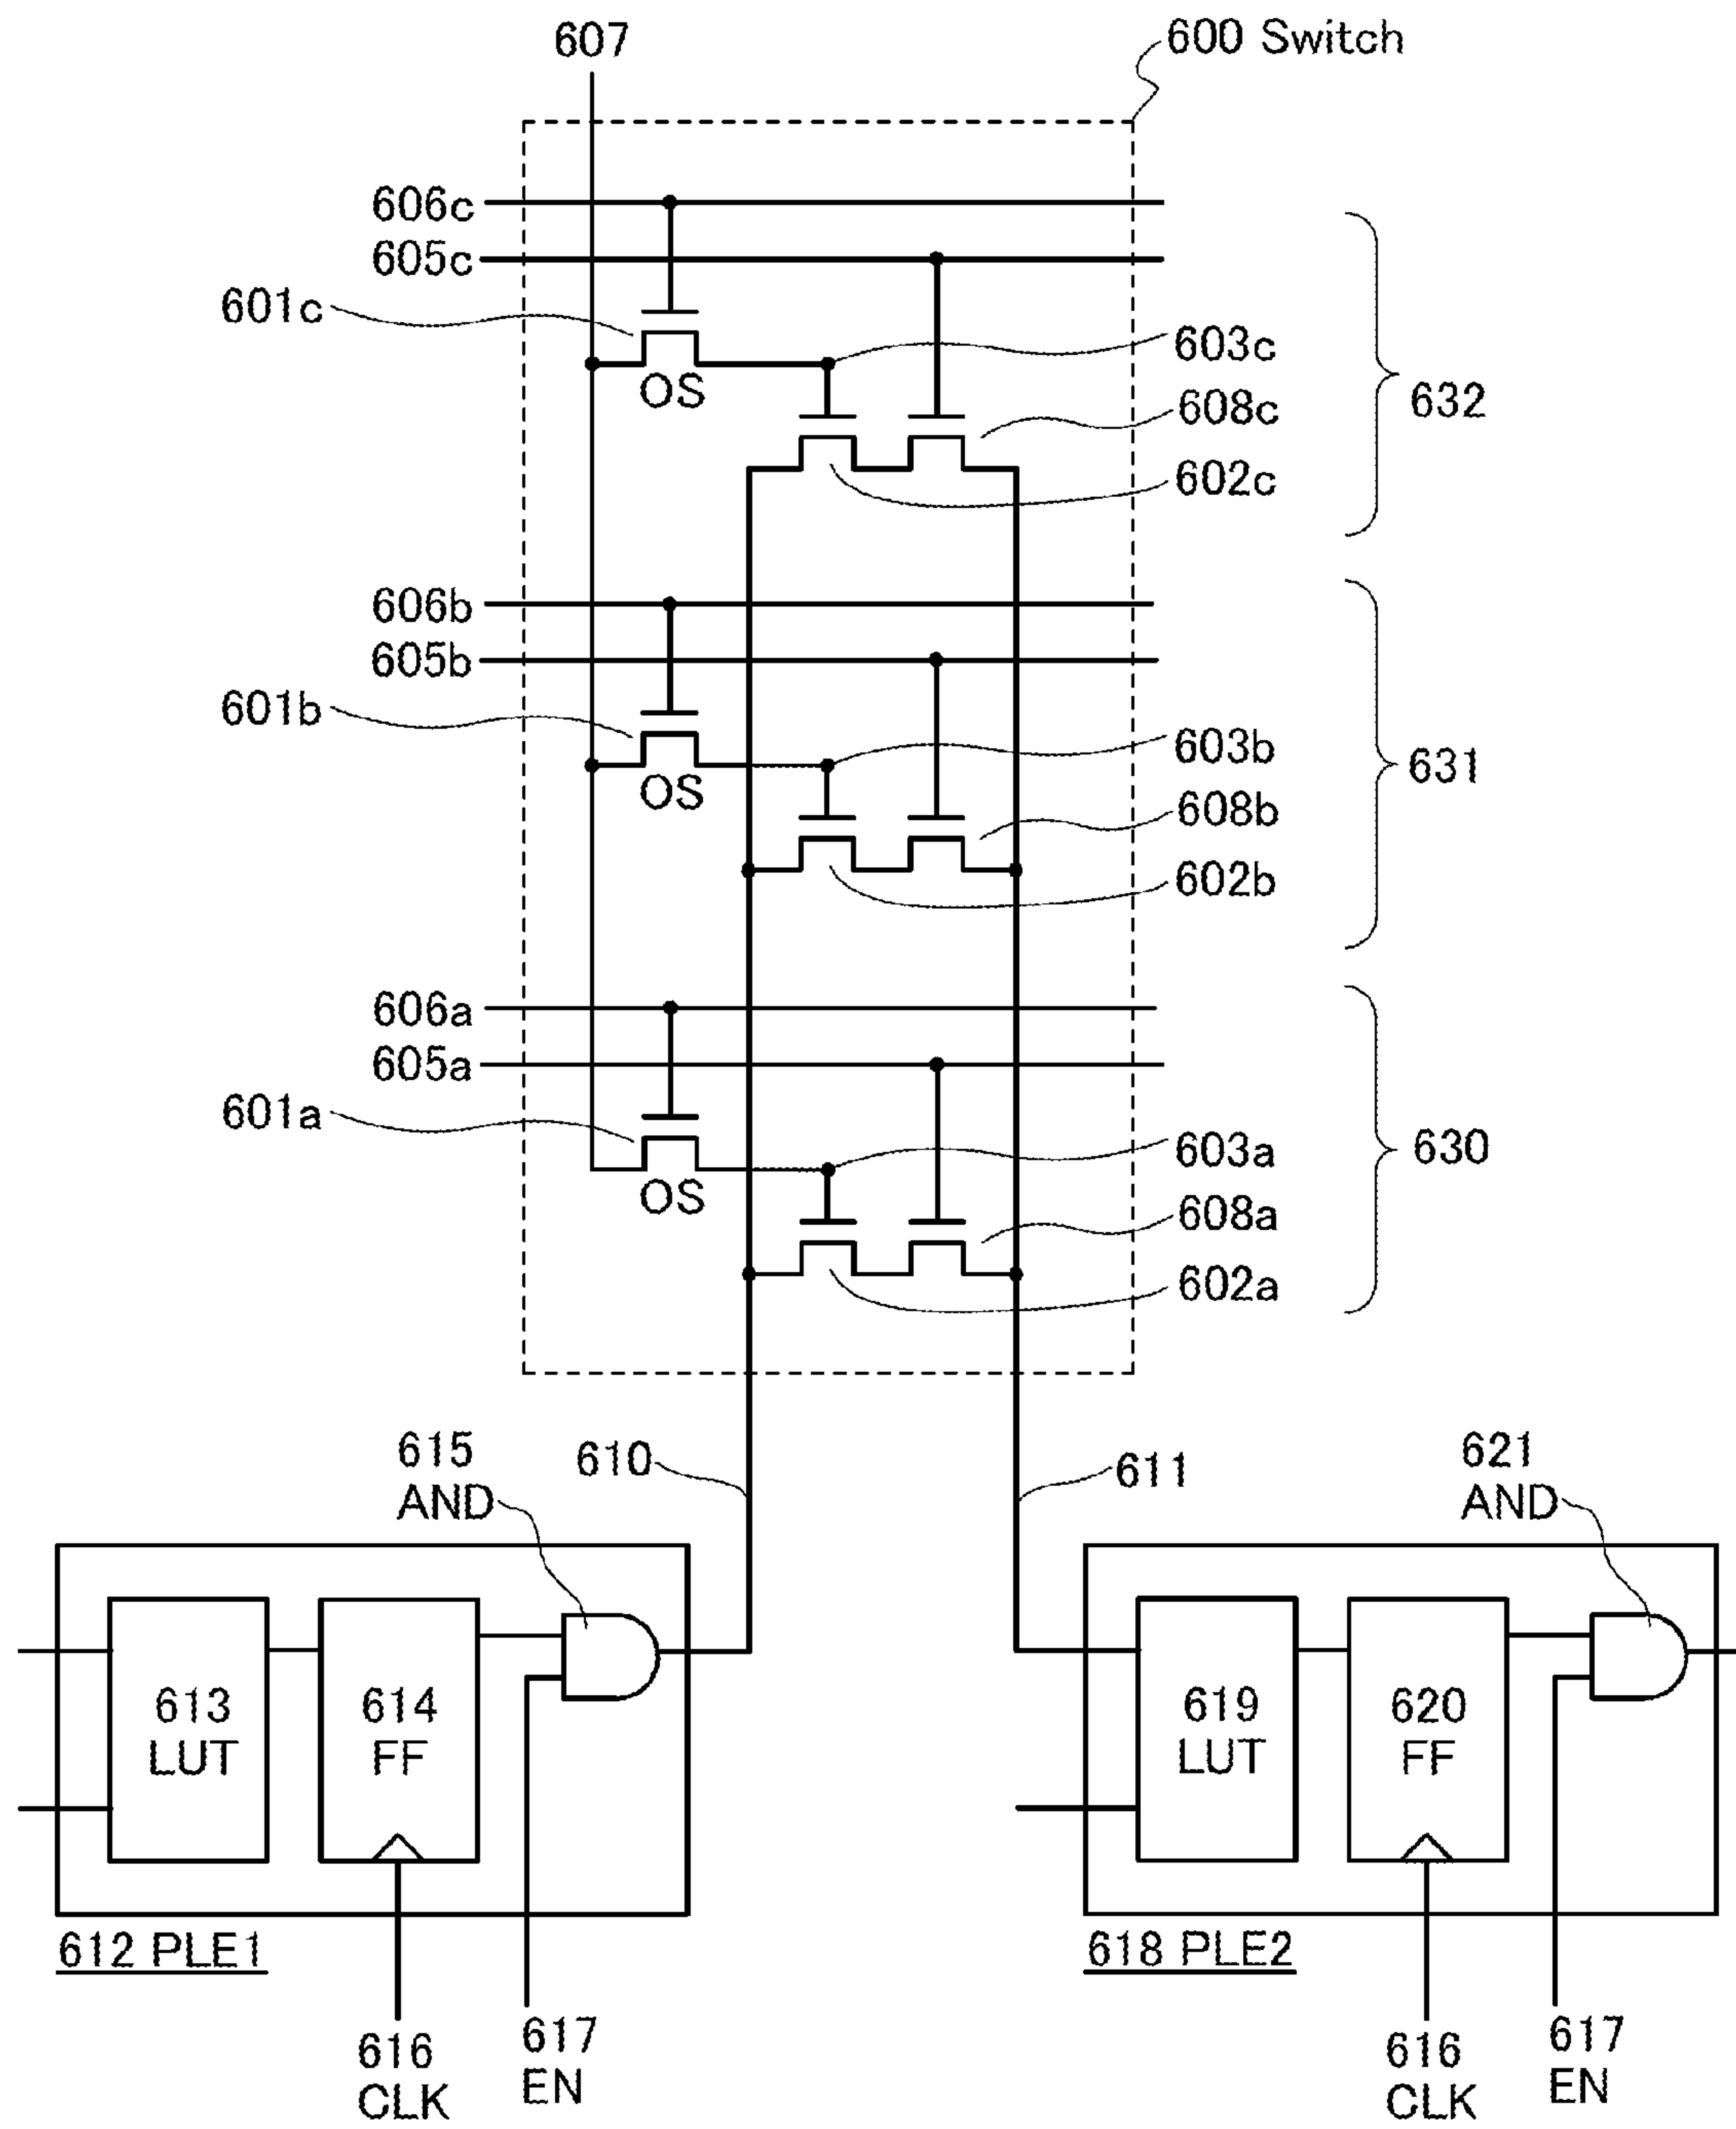 607
600 Switch
606c
605c
601c
603c
OS
608c
632
602c
606b
605b
601b
603b
631
OS
608b
602b
606a
605a
601a
603a
630
OS
608a
602a
615
AND
610
611
621
AND
613
LUT
614
FF
619
LUT
620
FF
612 PLE1
618 PLE2
616
CLK
617
EN
616
CLK
617
EN